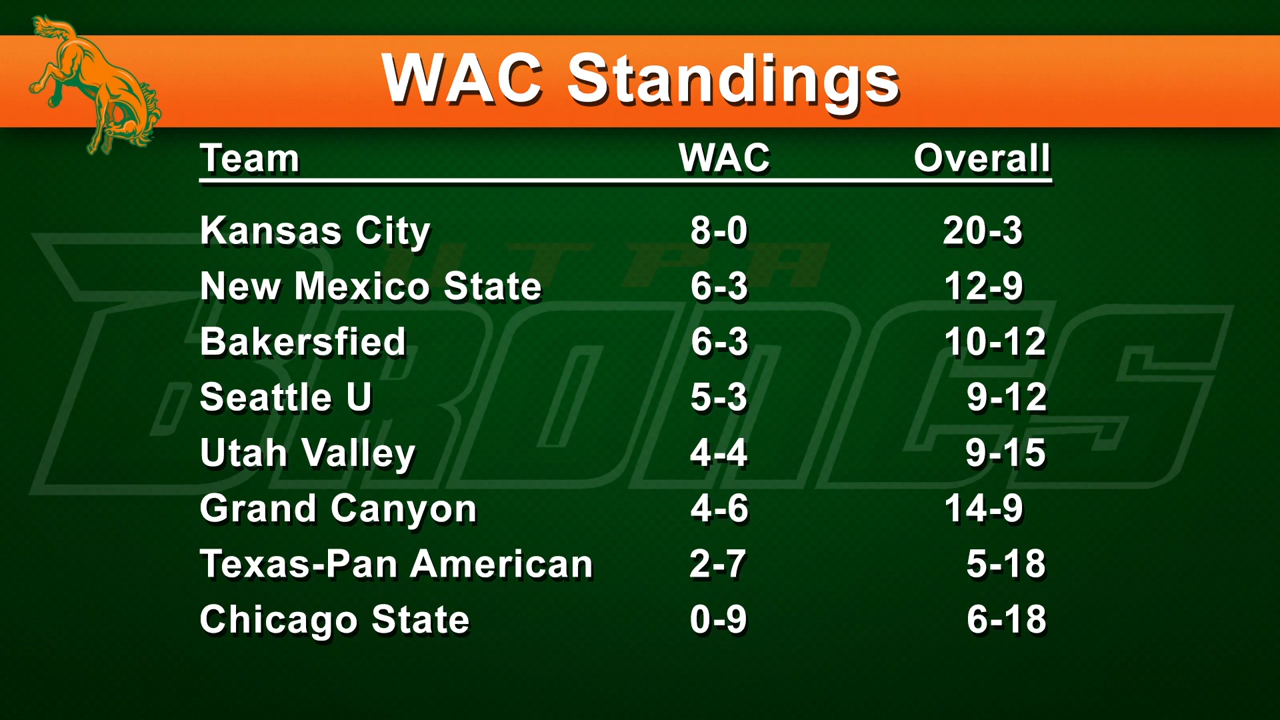 WAC Standings
Team WAC Overall
Kansas City 8-0 20-3
New Mexico State 6-3 12-9
Bakersfied 6-3 10-12
Seattle U 5-3 9-12
Utah Valley 4-4 9-15
Grand Canyon 4-6 14-9
Texas-Pan American 2-7 5-18
Chicago State 0-9 6-18
UTPA
BRONCS